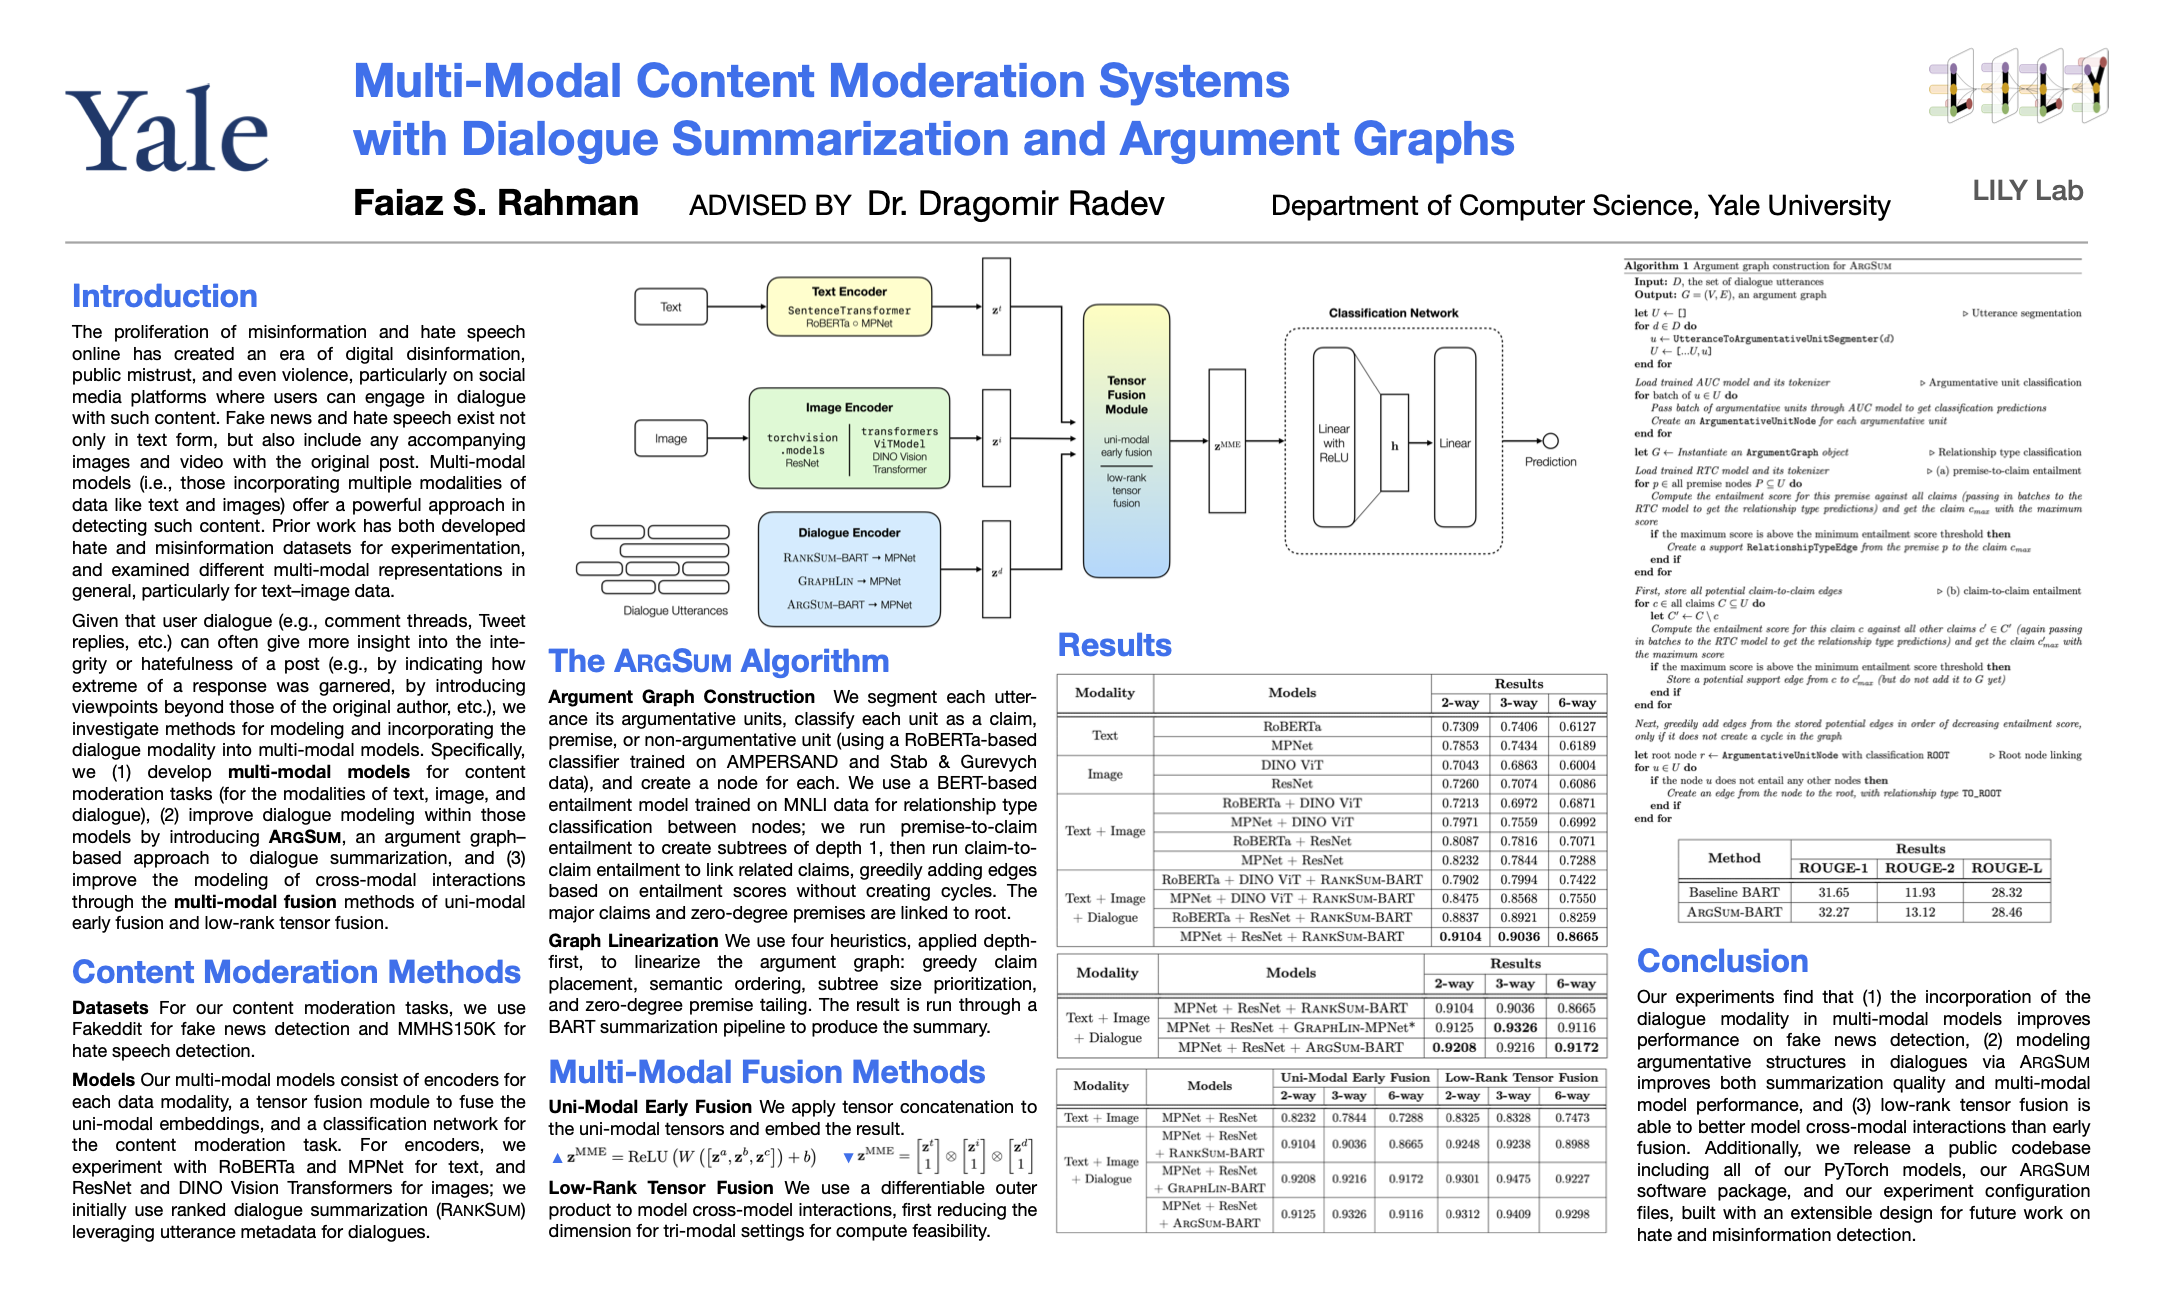 Yale
Multi-Modal Content Moderation Systems
with Dialogue Summarization and Argument Graphs
Faiaz S. Rahman ADVISED BY Dr. Dragomir Radev Department of Computer Science, Yale University
LILY
LILY Lab
Introduction
The proliferation of misinformation and hate speech
online has created an era of digital disinformation,
public mistrust, and even violence, particularly on social
media platforms where users can engage in dialogue
with such content. Fake news and hate speech exist not
only in text form, but also include any accompanying
images and video with the original post. Multi-modal
models (i.e., those incorporating multiple modalities of
data like text and images) offer a powerful approach in
detecting such content. Prior work has both developed
hate and misinformation datasets for experimentation,
and examined different multi-modal representations in
general, particularly for text–image data.
Given that user dialogue (e.g., comment threads, Tweet
replies, etc.) can often give more insight into the inte-
grity or hatefulness of a post (e.g., by indicating how
extreme of a response was garnered, by introducing
viewpoints beyond those of the original author, etc.), we
investigate methods for modeling and incorporating the
dialogue modality into multi-modal models. Specifically,
we (1) develop multi-modal models for content
moderation tasks (for the modalities of text, image, and
dialogue), (2) improve dialogue modeling within those
models by introducing ARGSUM, an argument graph–
based approach to dialogue summarization, and (3)
improve the modeling of cross-modal interactions
through the multi-modal fusion methods of uni-modal
early fusion and low-rank tensor fusion.
Content Moderation Methods
Datasets For our content moderation tasks, we use
Fakeddit for fake news detection and MMHS150K for
hate speech detection.
Models Our multi-modal models consist of encoders for
each data modality, a tensor fusion module to fuse the
uni-modal embeddings, and a classification network for
the content moderation task. For encoders, we
experiment with RoBERTa and MPNet for text, and
ResNet and DINO Vision Transformers for images; we
initially use ranked dialogue summarization (RANKSUM)
leveraging utterance metadata for dialogues.
Text
Text Encoder
SentenceTransformer
RoBERTa ○ MPNet
zᵗ
Image
Image Encoder
torchvision
.models
ResNet
transformers
ViTModel
DINO Vision
Transformer
zⁱ
Dialogue Utterances
Dialogue Encoder
RANKSUM–BART → MPNet
GRAPHLIN → MPNet
ARGSUM–BART → MPNet
zᵈ
Tensor
Fusion
Module
uni-modal
early fusion
low-rank
tensor
fusion
z^MME
Classification Network
Linear
with
ReLU
h
Linear
Prediction
The ARGSUM Algorithm
Argument Graph Construction We segment each utter-
ance its argumentative units, classify each unit as a claim,
premise, or non-argumentative unit (using a RoBERTa-based
classifier trained on AMPERSAND and Stab & Gurevych
data), and create a node for each. We use a BERT-based
entailment model trained on MNLI data for relationship type
classification between nodes; we run premise-to-claim
entailment to create subtrees of depth 1, then run claim-to-
claim entailment to link related claims, greedily adding edges
based on entailment scores without creating cycles. The
major claims and zero-degree premises are linked to root.
Graph Linearization We use four heuristics, applied depth-
first, to linearize the argument graph: greedy claim
placement, semantic ordering, subtree size prioritization,
and zero-degree premise tailing. The result is run through a
BART summarization pipeline to produce the summary.
Multi-Modal Fusion Methods
Uni-Modal Early Fusion We apply tensor concatenation to
the uni-modal tensors and embed the result.
▲ z^MME = ReLU (W ([zᵃ, zᵇ, zᶜ]) + b) ▼ z^MME = [zᵗ 1] ⊗ [zⁱ 1] ⊗ [zᵈ 1]
Low-Rank Tensor Fusion We use a differentiable outer
product to model cross-model interactions, first reducing the
dimension for tri-modal settings for compute feasibility.
Results
Modality Models Results
2-way 3-way 6-way
Text RoBERTa 0.7309 0.7406 0.6127
MPNet 0.7853 0.7434 0.6189
Image DINO ViT 0.7043 0.6863 0.6004
ResNet 0.7260 0.7074 0.6086
Text + Image RoBERTa + DINO ViT 0.7213 0.6972 0.6871
MPNet + DINO ViT 0.7971 0.7559 0.6992
RoBERTa + ResNet 0.8087 0.7816 0.7071
MPNet + ResNet 0.8232 0.7844 0.7288
Text + Image + Dialogue RoBERTa + DINO ViT + RANKSUM-BART 0.7902 0.7994 0.7422
MPNet + DINO ViT + RANKSUM-BART 0.8475 0.8568 0.7550
RoBERTa + ResNet + RANKSUM-BART 0.8837 0.8921 0.8259
MPNet + ResNet + RANKSUM-BART 0.9104 0.9036 0.8665
Modality Models Results
2-way 3-way 6-way
Text + Image + Dialogue MPNet + ResNet + RANKSUM-BART 0.9104 0.9036 0.8665
MPNet + ResNet + GRAPHLIN-MPNet* 0.9125 0.9326 0.9116
MPNet + ResNet + ARGSUM-BART 0.9208 0.9216 0.9172
Modality Models Uni-Modal Early Fusion Low-Rank Tensor Fusion
2-way 3-way 6-way 2-way 3-way 6-way
Text + Image MPNet + ResNet 0.8232 0.7844 0.7288 0.8325 0.8328 0.7473
Text + Image + Dialogue MPNet + ResNet + RANKSUM-BART 0.9104 0.9036 0.8665 0.9248 0.9238 0.8988
MPNet + ResNet + GRAPHLIN-BART 0.9208 0.9216 0.9172 0.9301 0.9475 0.9227
MPNet + ResNet + ARGSUM-BART 0.9125 0.9326 0.9116 0.9312 0.9409 0.9298
Algorithm 1 Argument graph construction for ARGSUM
Input: D, the set of dialogue utterances
Output: G = (V, E), an argument graph
let U ← [] ▷ Utterance segmentation
for d ∈ D do
u ← UtteranceToArgumentativeUnitSegmenter(d)
U ← [...U, u]
end for
Load trained AUC model and its tokenizer ▷ Argumentative unit classification
for batch of u ∈ U do
Pass batch of argumentative units through AUC model to get classification predictions
Create an ArgumentativeUnitNode for each argumentative unit
end for
let G ← Instantiate an ArgumentGraph object ▷ Relationship type classification
Load trained RTC model and its tokenizer ▷ (a) premise-to-claim entailment
for p ∈ all premise nodes P ⊆ U do
Compute the entailment score for this premise against all claims (passing in batches to the
RTC model to get the relationship type predictions) and get the claim c_max with the maximum
score
if the maximum score is above the minimum entailment score threshold then
Create a support RelationshipTypeEdge from the premise p to the claim c_max
end if
end for
First, store all potential claim-to-claim edges ▷ (b) claim-to-claim entailment
for c ∈ all claims C ⊆ U do
let C′ ← C \ c
Compute the entailment score for this claim c against all other claims c′ ∈ C′ (again passing
in batches to the RTC model to get the relationship type predictions) and get the claim c′_max with
the maximum score
if the maximum score is above the minimum entailment score threshold then
Store a potential support edge from c to c′_max (but do not add it to G yet)
end if
end for
Next, greedily add edges from the stored potential edges in order of decreasing entailment score,
only if it does not create a cycle in the graph
let root node r ← ArgumentativeUnitNode with classification ROOT ▷ Root node linking
for u ∈ U do
if the node u does not entail any other nodes then
Create an edge from the node to the root, with relationship type TO_ROOT
end if
end for
Method Results
ROUGE-1 ROUGE-2 ROUGE-L
Baseline BART 31.65 11.93 28.32
ARGSUM-BART 32.27 13.12 28.46
Conclusion
Our experiments find that (1) the incorporation of the
dialogue modality in multi-modal models improves
performance on fake news detection, (2) modeling
argumentative structures in dialogues via ARGSUM
improves both summarization quality and multi-modal
model performance, and (3) low-rank tensor fusion is
able to better model cross-modal interactions than early
fusion. Additionally, we release a public codebase
including all of our PyTorch models, our ARGSUM
software package, and our experiment configuration
files, built with an extensible design for future work on
hate and misinformation detection.